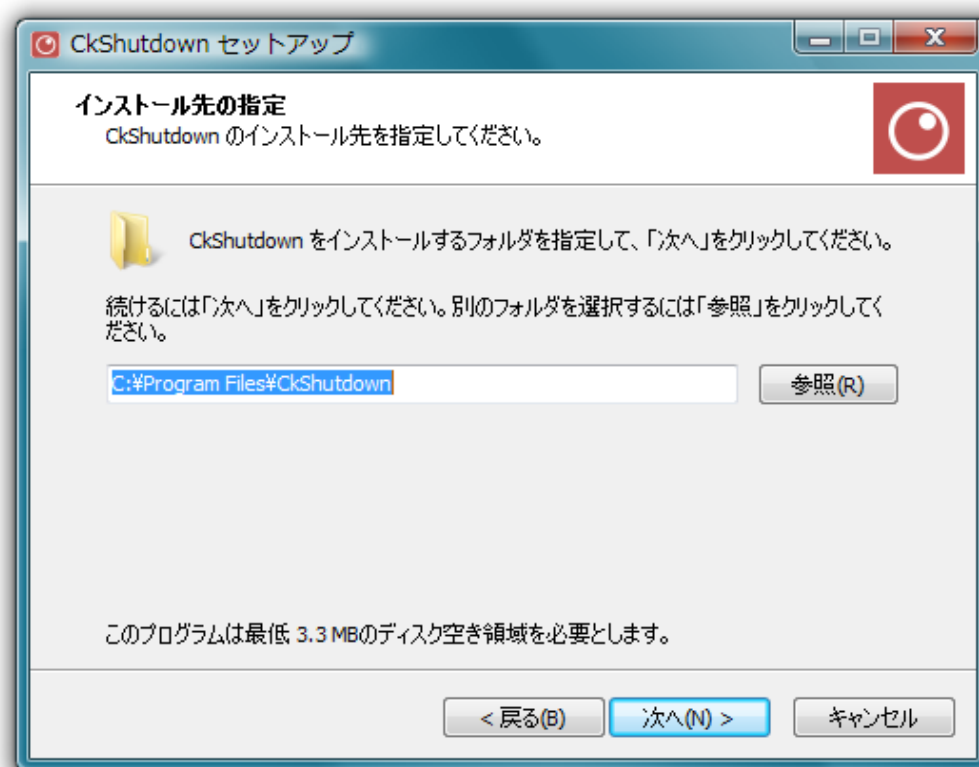 CkShutdown セットアップ
インストール先の指定
CkShutdown のインストール先を指定してください。
CkShutdown をインストールするフォルダを指定して、「次へ」をクリックしてください。
続けるには「次へ」をクリックしてください。別のフォルダを選択するには「参照」をクリックしてく
ださい。
C:¥Program Files¥CkShutdown
参照(R)
このプログラムは最低 3.3 MBのディスク空き領域を必要とします。
< 戻る(B)
次へ(N) >
キャンセル